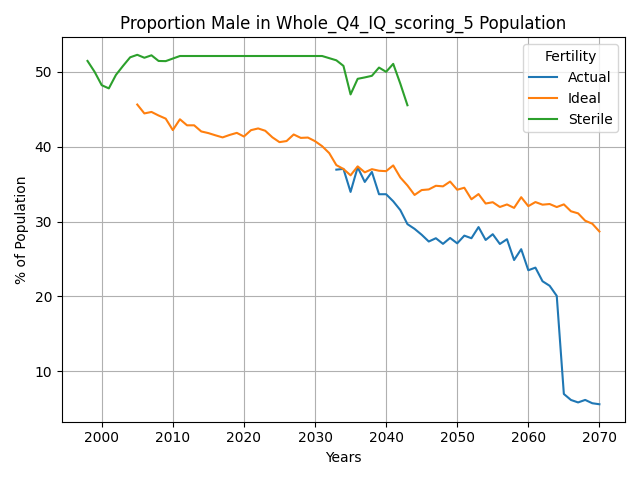 Proportion Male in Whole_Q4_IQ_scoring_5 Population
Fertility
Actual
Ideal
Sterile
% of Population
50
40
30
20
10
2000 2010 2020 2030 2040 2050 2060 2070
Years